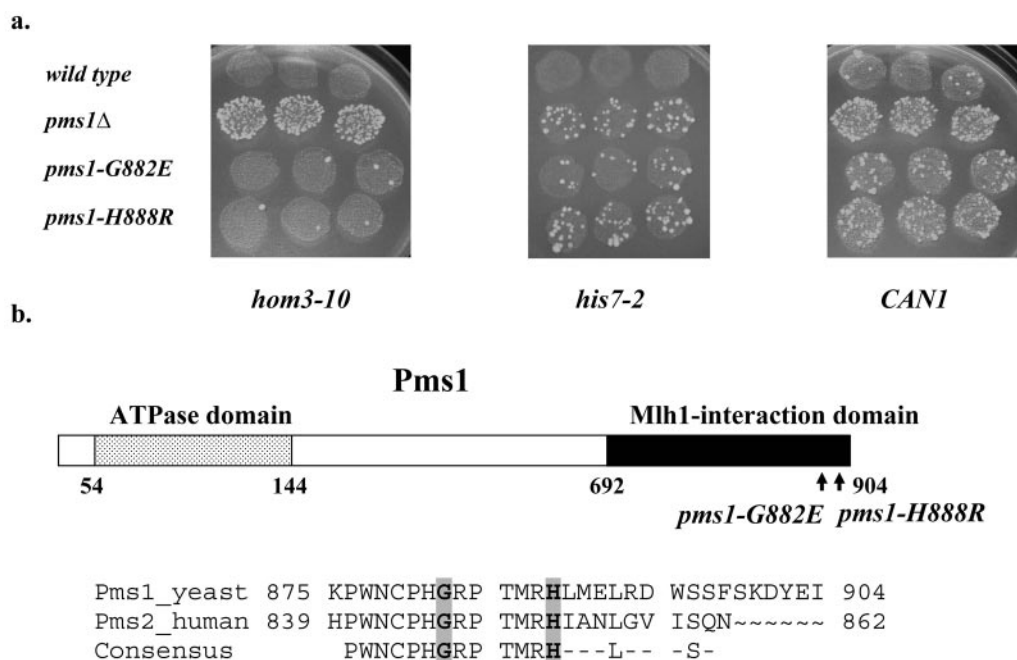 a.
wild type
pms1Δ
pms1-G882E
pms1-H888R
hom3-10 his7-2 CAN1
b.
Pms1
ATPase domain Mlh1-interaction domain
54 144 692 904
pms1-G882E pms1-H888R
Pms1_yeast 875 KPWNCPHGRP TMRHLMELRD WSSFSKDYEI 904
Pms2_human 839 HPWNCPHGRP TMRHIANLGV ISQN~~~~~~ 862
Consensus PWNCPHGRP TMRH---L-- -S-